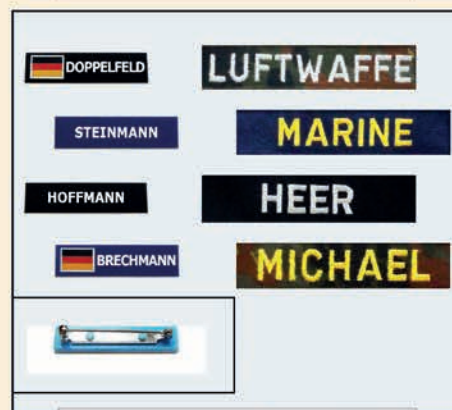 DOPPELFELD
LUFTWAFFE
STEINMANN
MARINE
HOFFMANN
HEER
BRECHMANN
MICHAEL